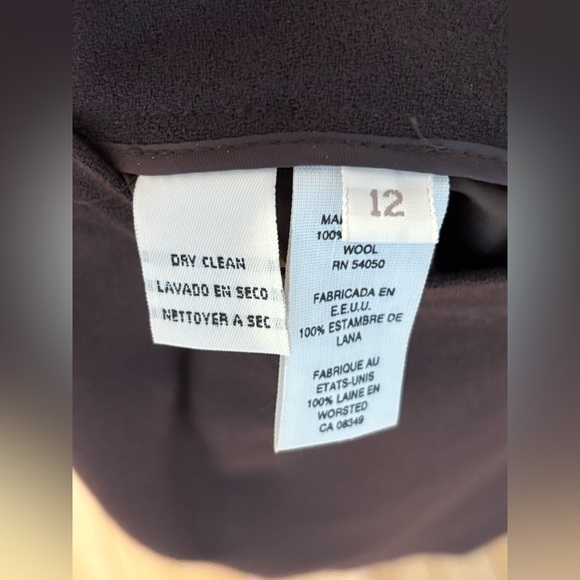 DRY CLEAN
LAVADO EN SECO
NETTOYER A SEC
12
100%
WOOL
RN 54050
FABRICADA EN
E.E.U.U.
100% ESTAMBRE DE
LANA
FABRIQUE AU
ETATS-UNIS
100% LAINE EN
WORSTED
CA 08349